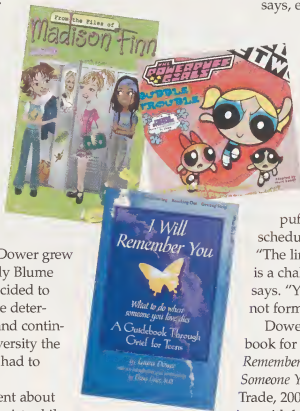 says, e
From the Files of
Madison Finn
THE
POWERPUFF
GIRLS
BUBBLE
TROUBLE
I Will
Remember You
What to do when
someone you love dies
A Guidebook Through
Grief for Teens
By Laura Dower
Dower grew
ly Blume
cided to
e deter-
and contin-
versity the
had to
ent about
puf
schedu
"The lin
is a cha
says. "Y
not form
Dowe
book for
Remember
Someone Y
Trade, 200